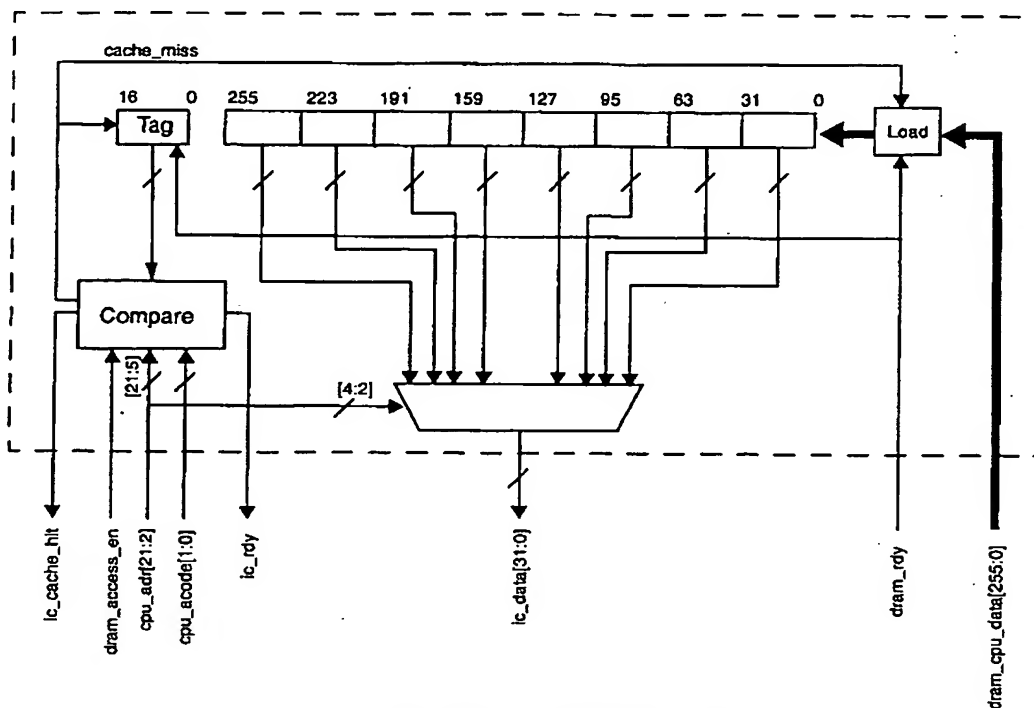 cache_miss
16 0 255 223 191 159 127 95 63 31 0
Tag
Load
Compare
[21:5]
[4:2]
ic_cache_hit
dram_access_en
cpu_adr[21:2]
cpu_acode[1:0]
ic_rdy
ic_data[31:0]
dram_rdy
dram_cpu_data[255:0]